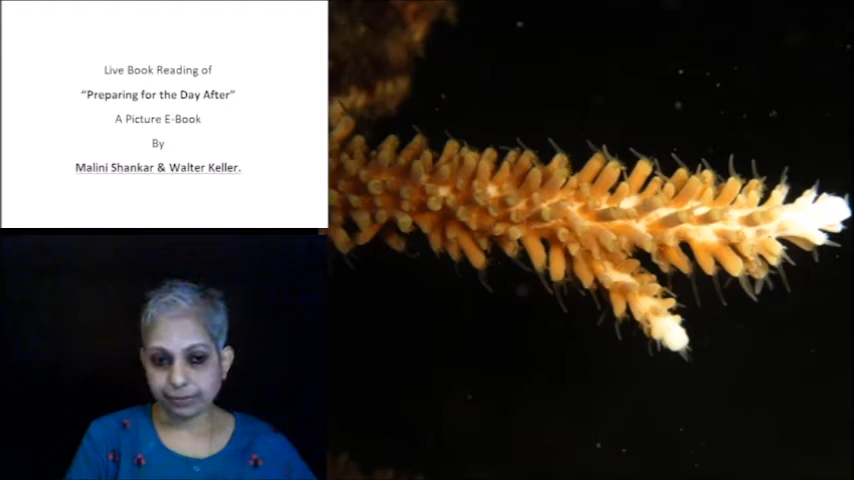 Live Book Reading of
“Preparing for the Day After”
A Picture E-Book
By
Malini Shankar & Walter Keller.